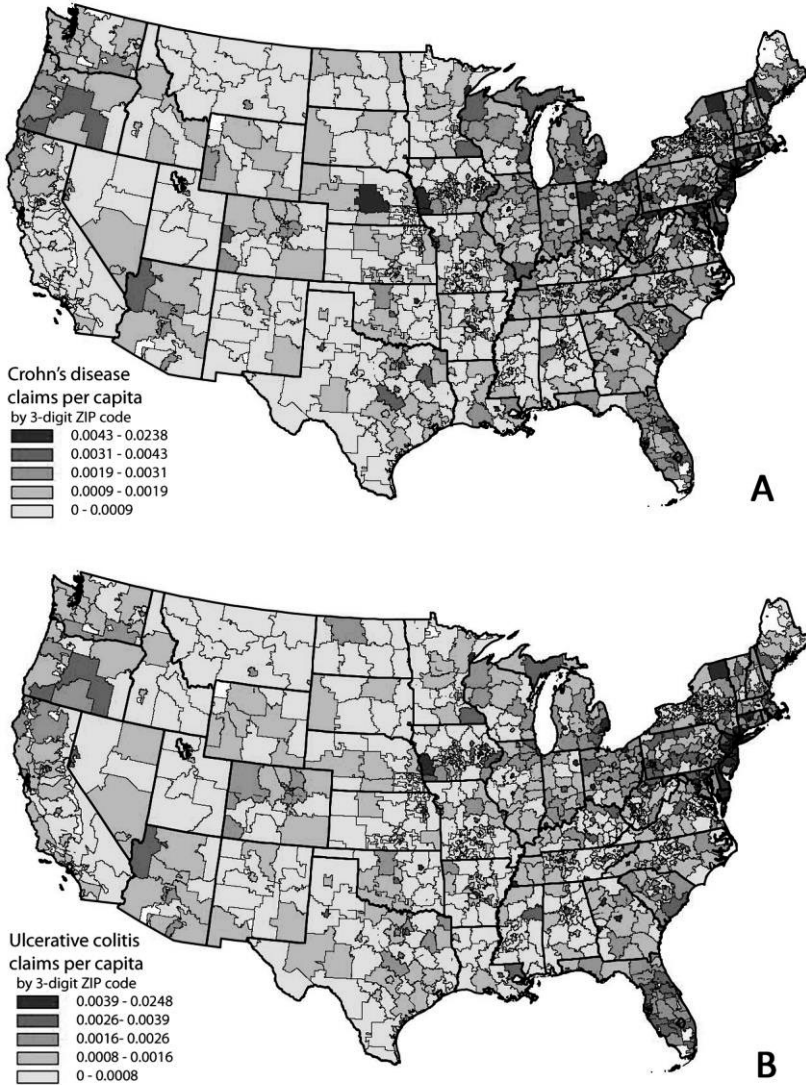 Crohn's disease
claims per capita
by 3-digit ZIP code
0.0043 - 0.0238
0.0031 - 0.0043
0.0019 - 0.0031
0.0009 - 0.0019
0 - 0.0009
A
Ulcerative colitis
claims per capita
by 3-digit ZIP code
0.0039 - 0.0248
0.0026- 0.0039
0.0016 - 0.0026
0.0008 - 0.0016
0 - 0.0008
B